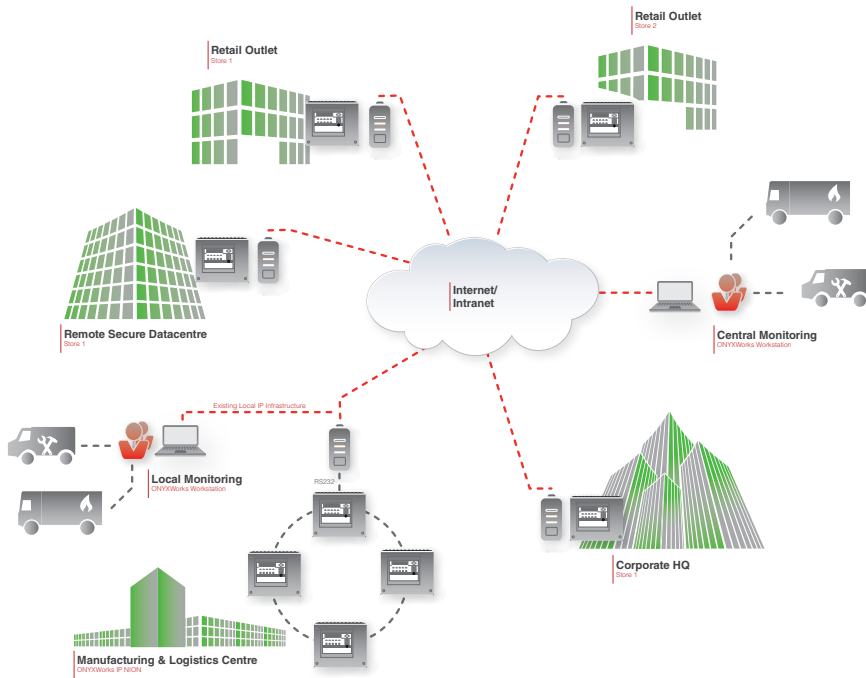 Retail Outlet
Store 1
Retail Outlet
Store 2
Internet/
Intranet
Remote Secure Datacentre
Store 1
Central Monitoring
ONYXWorks Workstation
Existing Local IP Infrastructure
Local Monitoring
ONYXWorks Workstation
RS232
Corporate HQ
Store 1
Manufacturing & Logistics Centre
ONYXWorks IP NION